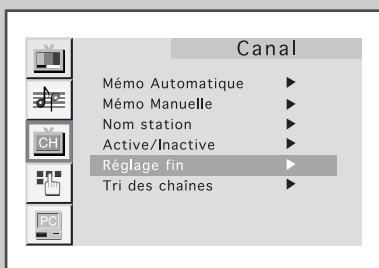 Canal
Mémo Automatique ▶
Mémo Manuelle ▶
Nom station ▶
CH
Active/Inactive ▶
Réglage fin ▶
Tri des chaînes ▶
PC